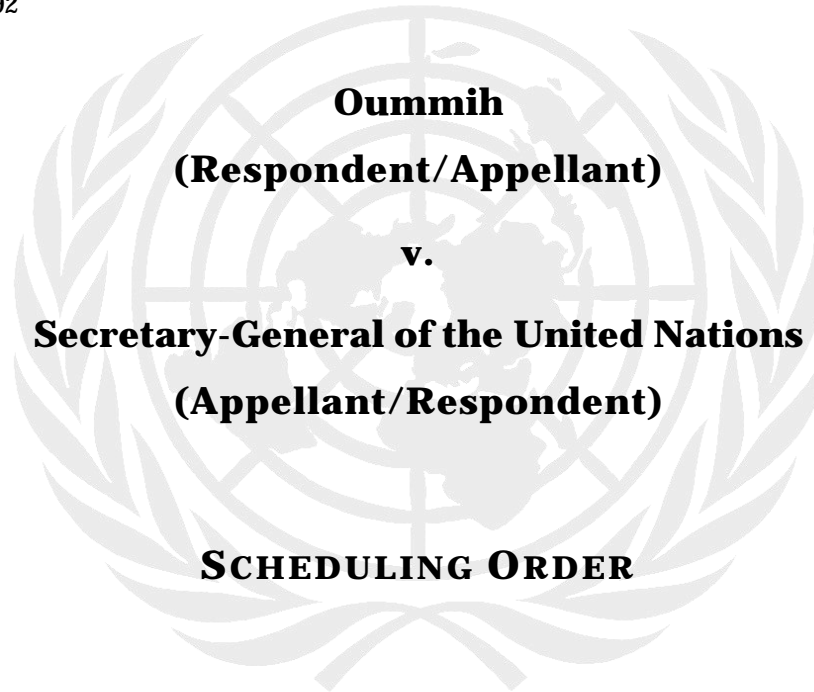 Oummih
(Respondent/Appellant)
v.
Secretary-General of the United Nations
(Appellant/Respondent)
SCHEDULING ORDER